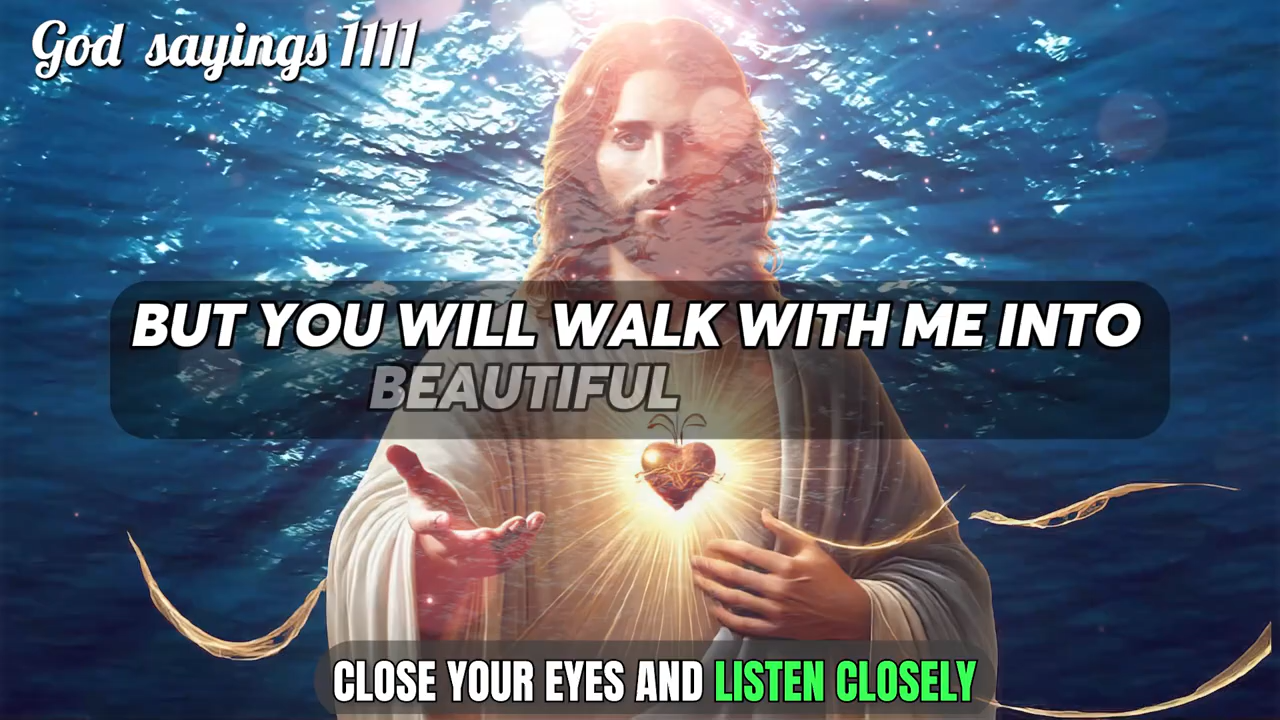 God sayings 1111
BUT YOU WILL WALK WITH ME INTO
BEAUTIFUL
CLOSE YOUR EYES AND LISTEN CLOSELY